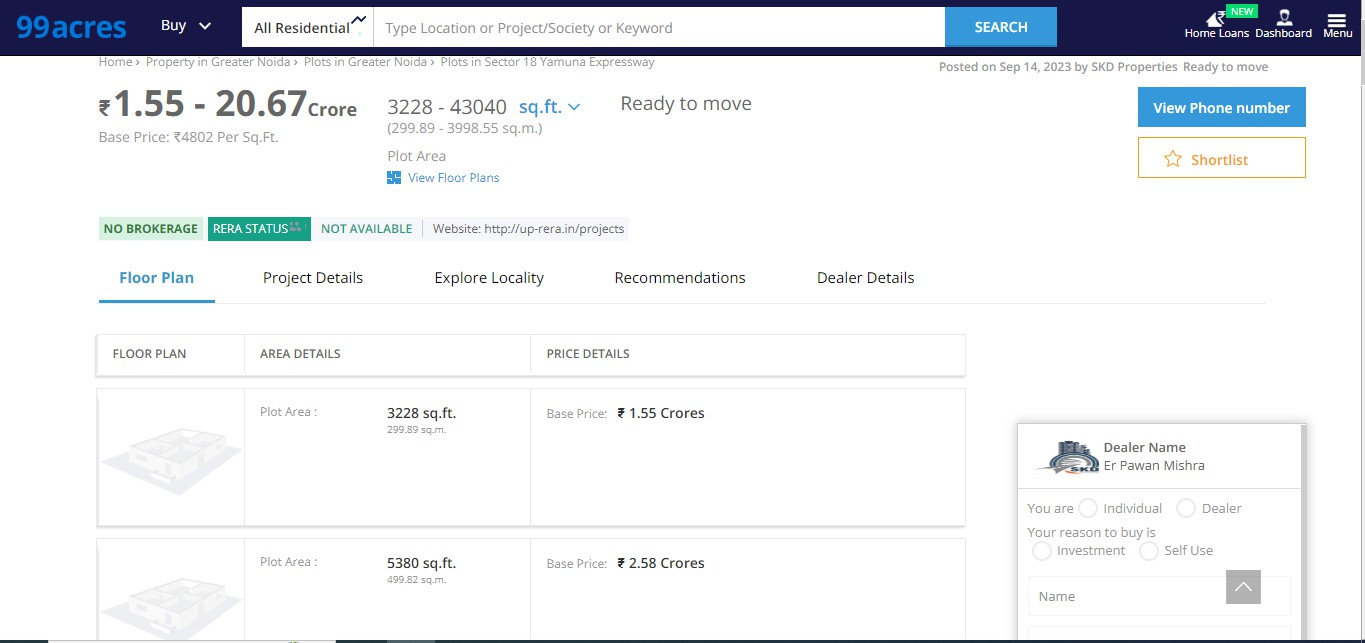 99acres
Buy
All Residential
Type Location or Project/Society or Keyword
SEARCH
NEW
Home Loans
Dashboard
Menu
Home › Property in Greater Noida › Plots in Greater Noida › Plots in Sector 18 Yamuna Expressway
Posted on Sep 14, 2023 by SKD Properties Ready to move
₹1.55 - 20.67 Crore
Base Price: ₹4802 Per Sq.Ft.
3228 - 43040 sq.ft.
(299.89 - 3998.55 sq.m.)
Plot Area
View Floor Plans
Ready to move
View Phone number
Shortlist
NO BROKERAGE
RERA STATUS
NOT AVAILABLE
Website: http://up-rera.in/projects
Floor Plan
Project Details
Explore Locality
Recommendations
Dealer Details
FLOOR PLAN
AREA DETAILS
PRICE DETAILS
Plot Area : 3228 sq.ft.
299.89 sq.m.
Base Price: ₹ 1.55 Crores
Plot Area : 5380 sq.ft.
499.82 sq.m.
Base Price: ₹ 2.58 Crores
SKD
Dealer Name
Er Pawan Mishra
You are Individual Dealer
Your reason to buy is
Investment Self Use
Name